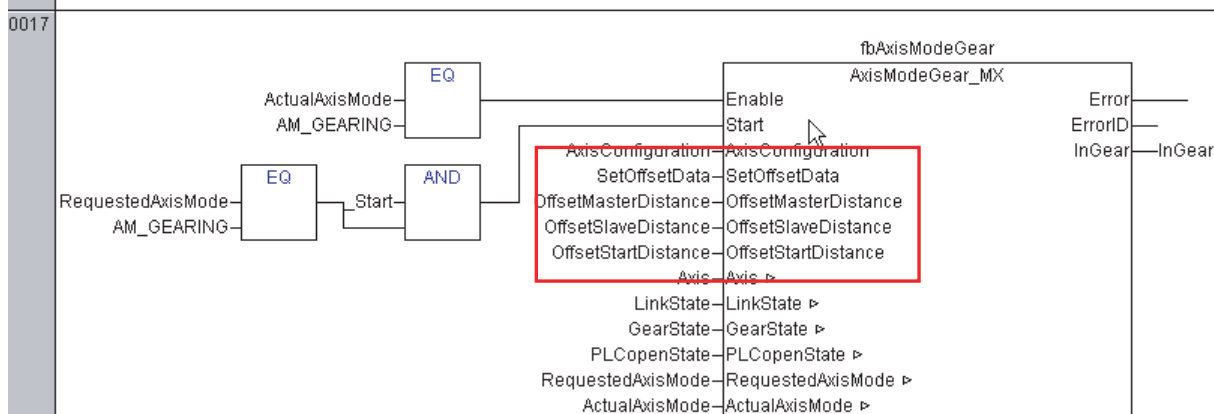 0017
fbAxisModeGear
EQ
AxisModeGear_MX
ActualAxisMode
Enable
Error
AM_GEARING
Start
ErrorID
AxisConfiguration
AxisConfiguration
InGear
InGear
EQ
AND
SetOffsetData
SetOffsetData
RequestedAxisMode
_Start
OffsetMasterDistance
OffsetMasterDistance
AM_GEARING
OffsetSlaveDistance
OffsetSlaveDistance
OffsetStartDistance
OffsetStartDistance
Axis
Axis
LinkState
LinkState
GearState
GearState
PLCopenState
PLCopenState
RequestedAxisMode
RequestedAxisMode
ActualAxisMode
ActualAxisMode